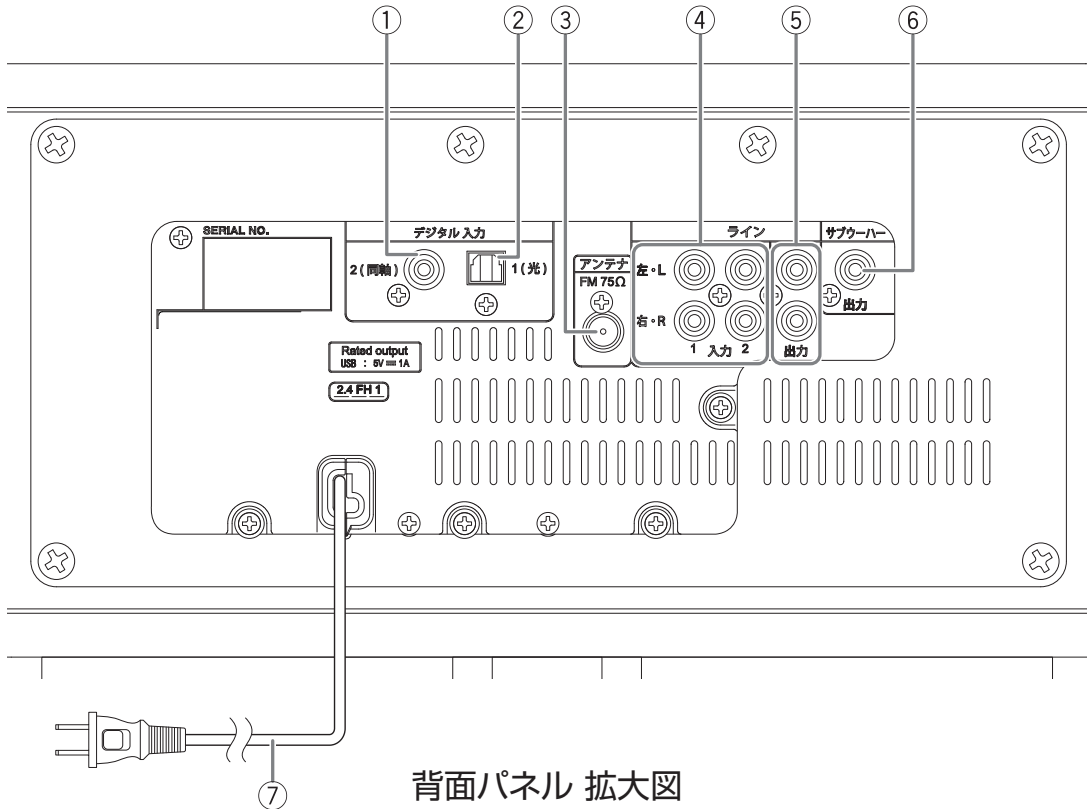 ① ② ③ ④ ⑤ ⑥
SERIAL NO.
デジタル 入力
2 ( 同軸 )
1 ( 光 )
アンテナ
FM 75Ω
ライン
左・L
右・R
1 入力 2
出力
サブウーハー
出力
Rated output
USB : 5V ⎓ 1A
2.4 FH 1
⑦
背面パネル 拡大図